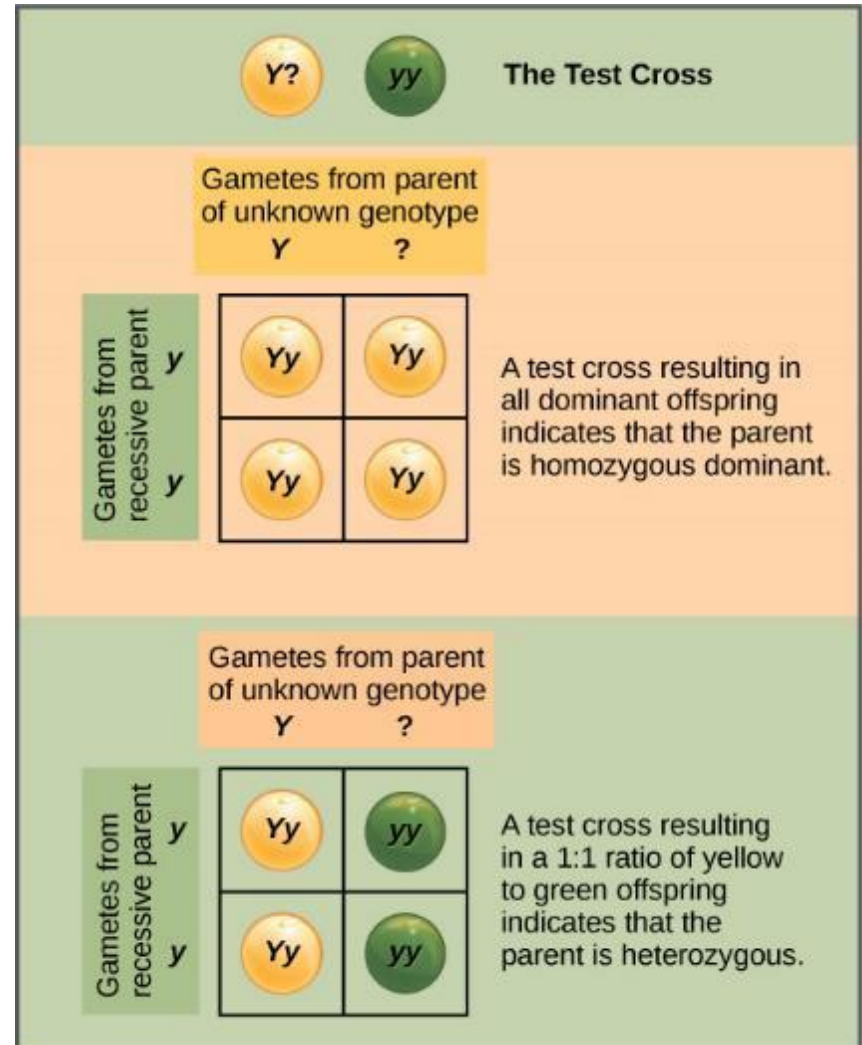 Y? yy The Test Cross
Gametes from parent
of unknown genotype
Y ?
Gametes from
recessive parent
y Yy Yy
y Yy Yy
A test cross resulting in
all dominant offspring
indicates that the parent
is homozygous dominant.
Gametes from parent
of unknown genotype
Y ?
Gametes from
recessive parent
y Yy yy
y Yy yy
A test cross resulting
in a 1:1 ratio of yellow
to green offspring
indicates that the
parent is heterozygous.